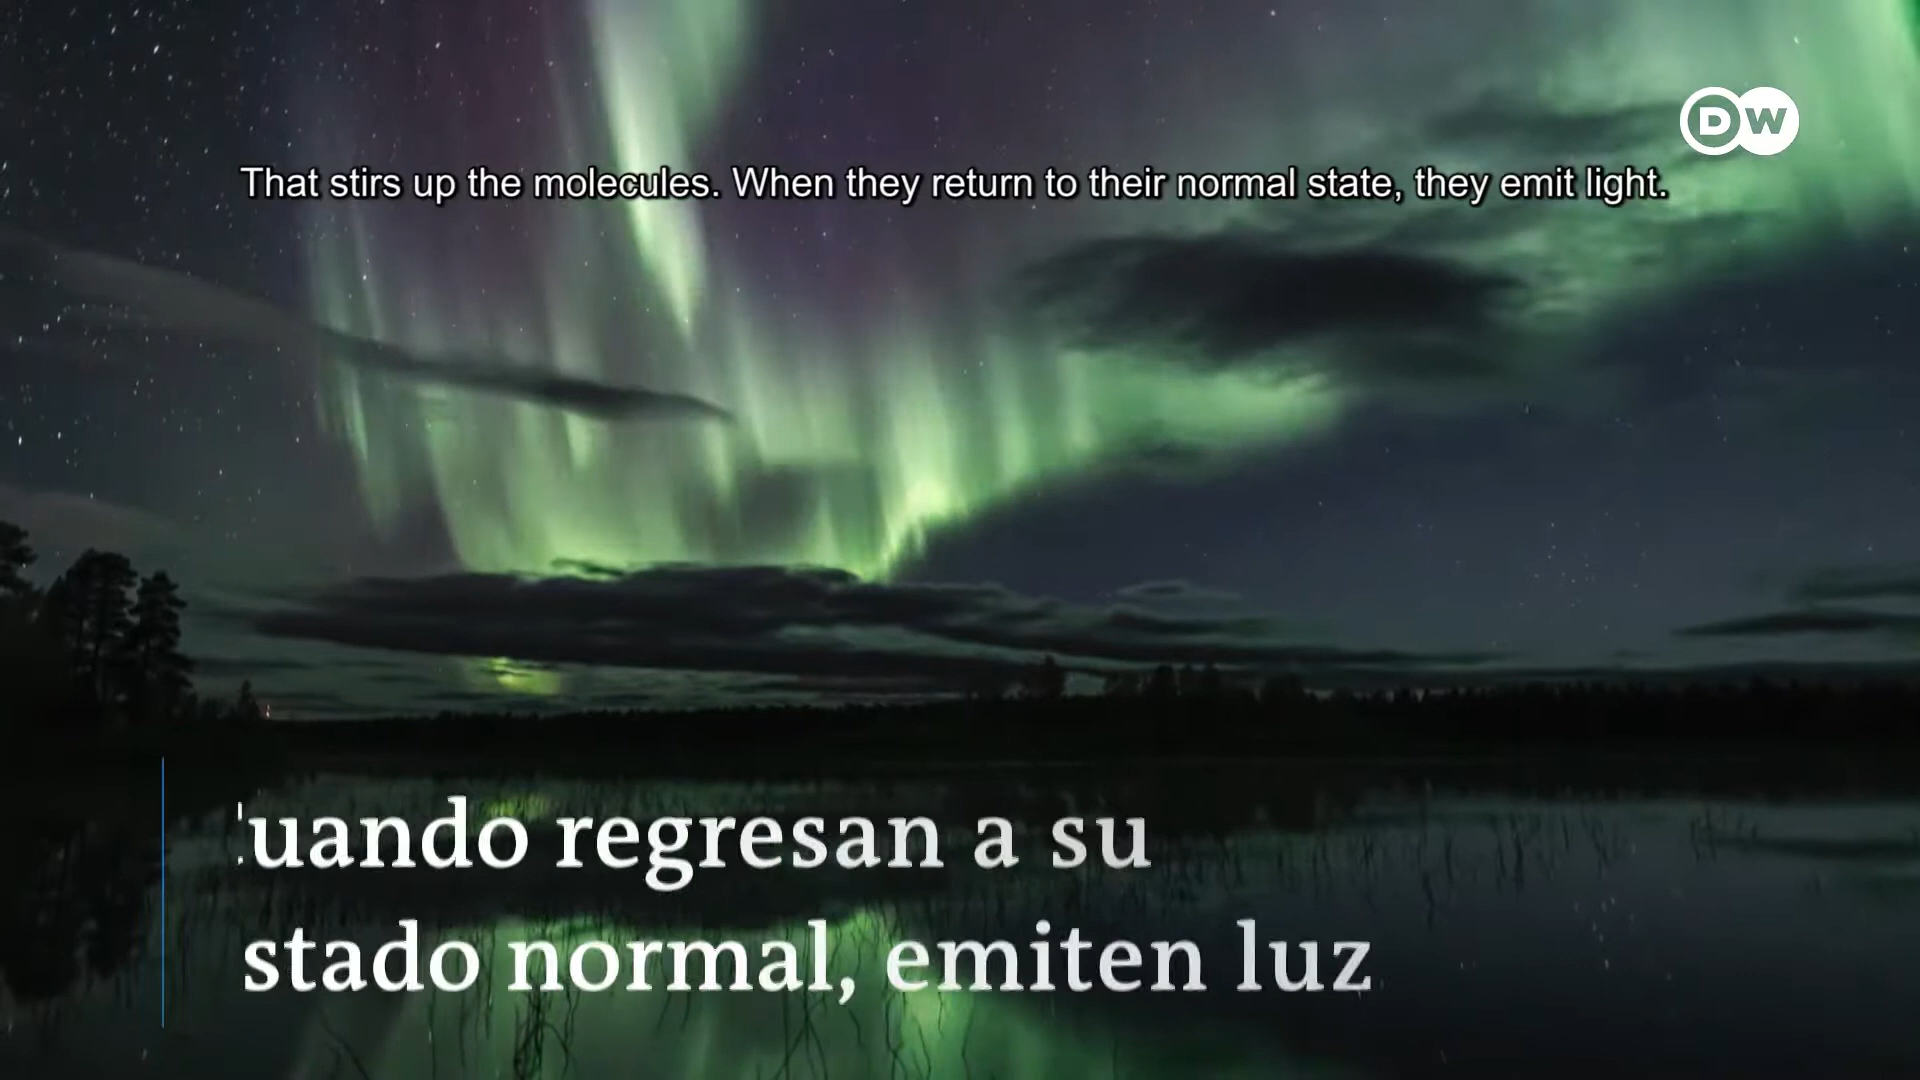 DW
That stirs up the molecules. When they return to their normal state, they emit light.
uando regresan a su
stado normal, emiten luz